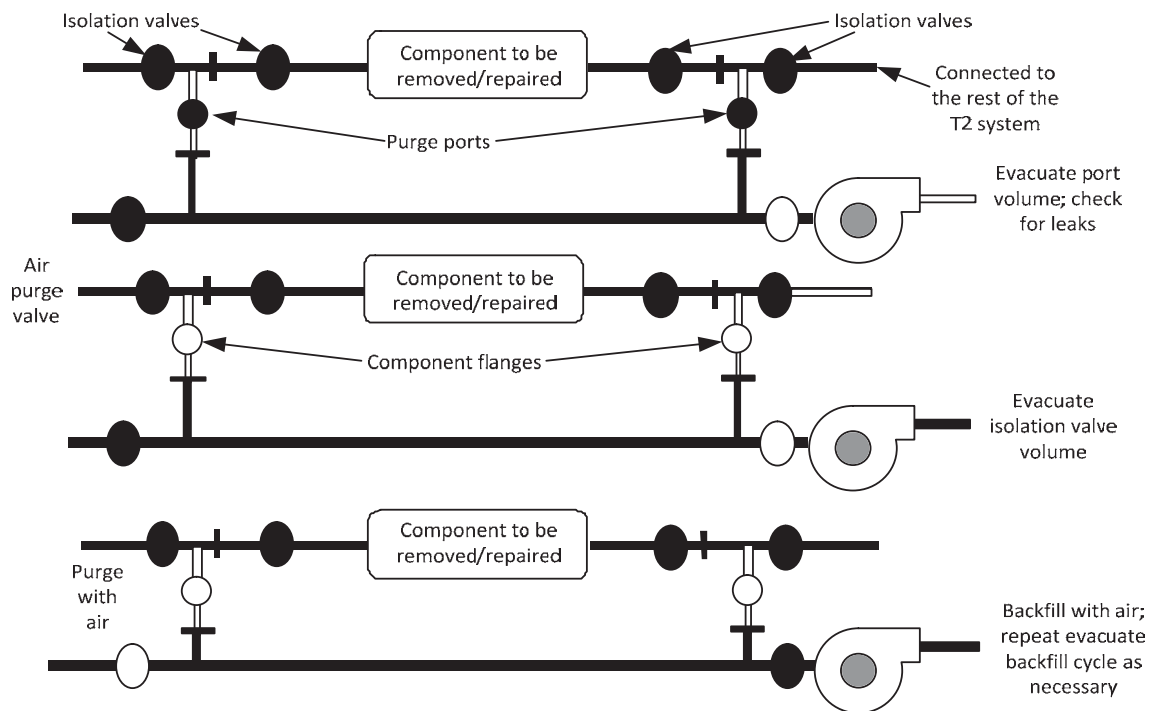 Isolation valves
Isolation valves
Component to be
removed/repaired
Connected to
the rest of the
T2 system
Purge ports
Evacuate port
volume; check
for leaks
Air
purge
valve
Component to be
removed/repaired
Component flanges
Evacuate
isolation valve
volume
Component to be
removed/repaired
Purge
with
air
Backfill with air;
repeat evacuate
backfill cycle as
necessary